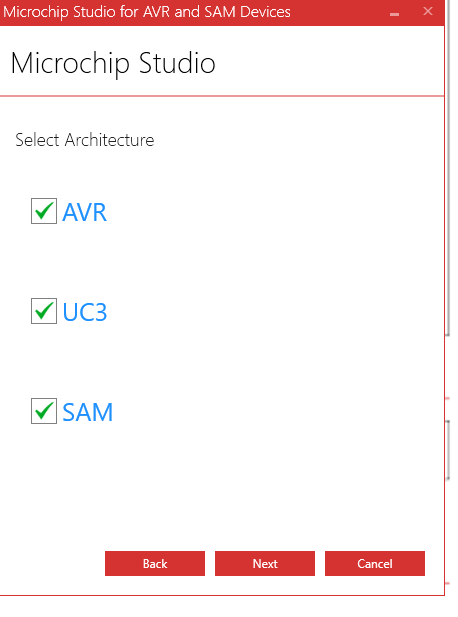 Microchip Studio for AVR and SAM Devices
Microchip Studio
Select Architecture
AVR
UC3
SAM
Back Next Cancel